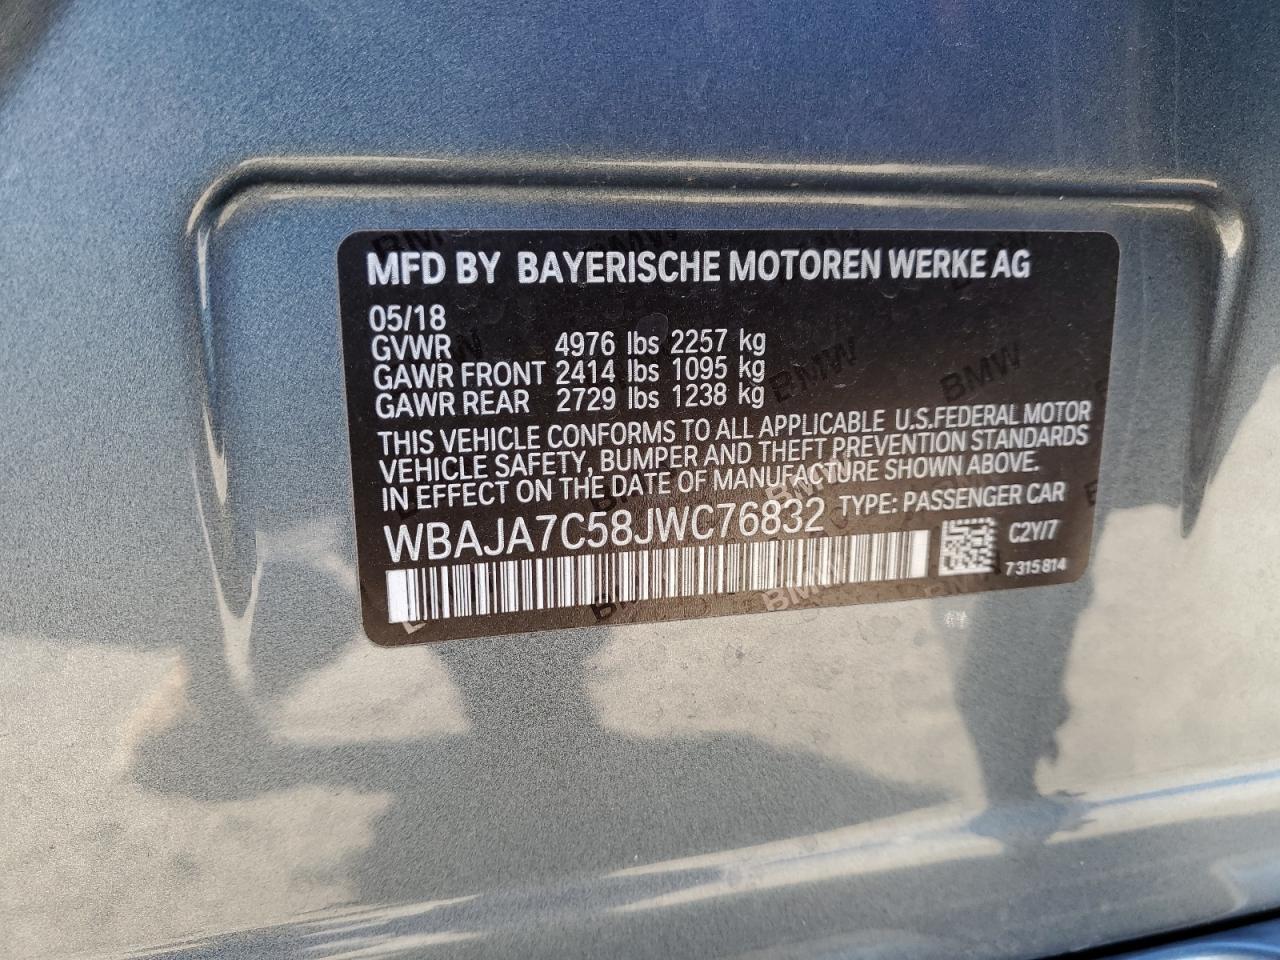 MFD BY BAYERISCHE MOTOREN WERKE AG
05/18
GVWR 4976 lbs 2257 kg
GAWR FRONT 2414 lbs 1095 kg
GAWR REAR 2729 lbs 1238 kg
THIS VEHICLE CONFORMS TO ALL APPLICABLE U.S.FEDERAL MOTOR
VEHICLE SAFETY, BUMPER AND THEFT PREVENTION STANDARDS
IN EFFECT ON THE DATE OF MANUFACTURE SHOWN ABOVE.
WBAJA7C58JWC76832 TYPE: PASSENGER CAR
C2Y/7
7 315 814